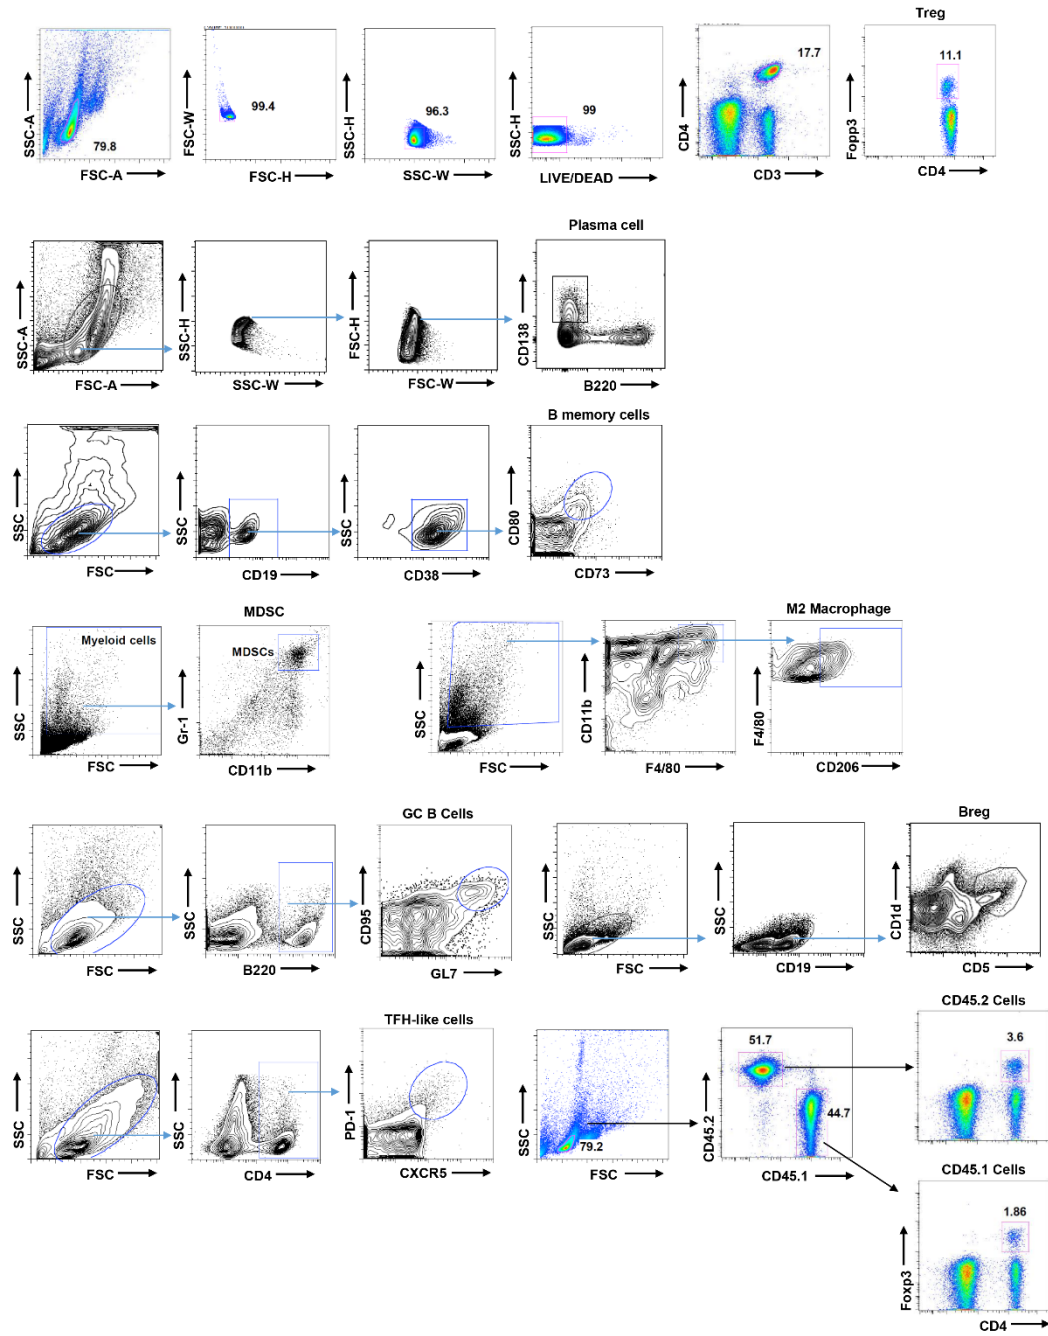 Treg
SSC-A
79.8
FSC-A
FSC-W
99.4
FSC-H
SSC-H
96.3
SSC-W
SSC-H
99
LIVE/DEAD
CD4
17.7
CD3
Fopp3
11.1
CD4
Plasma cell
SSC-A
FSC-A
SSC-H
SSC-W
FSC-H
FSC-W
CD138
B220
B memory cells
SSC
FSC
SSC
CD19
SSC
CD38
CD80
CD73
MDSC
SSC
Myeloid cells
FSC
Gr-1
MDSCs
CD11b
M2 Macrophage
SSC
FSC
CD11b
F4/80
F4/80
CD206
GC B Cells
SSC
FSC
SSC
B220
CD95
GL7
Breg
SSC
FSC
SSC
CD19
CD1d
CD5
TFH-like cells
SSC
FSC
SSC
CD4
PD-1
CXCR5
SSC
79.2
FSC
CD45.2
51.7
44.7
CD45.1
CD45.2 Cells
3.6
CD45.1 Cells
1.86
Foxp3
CD4